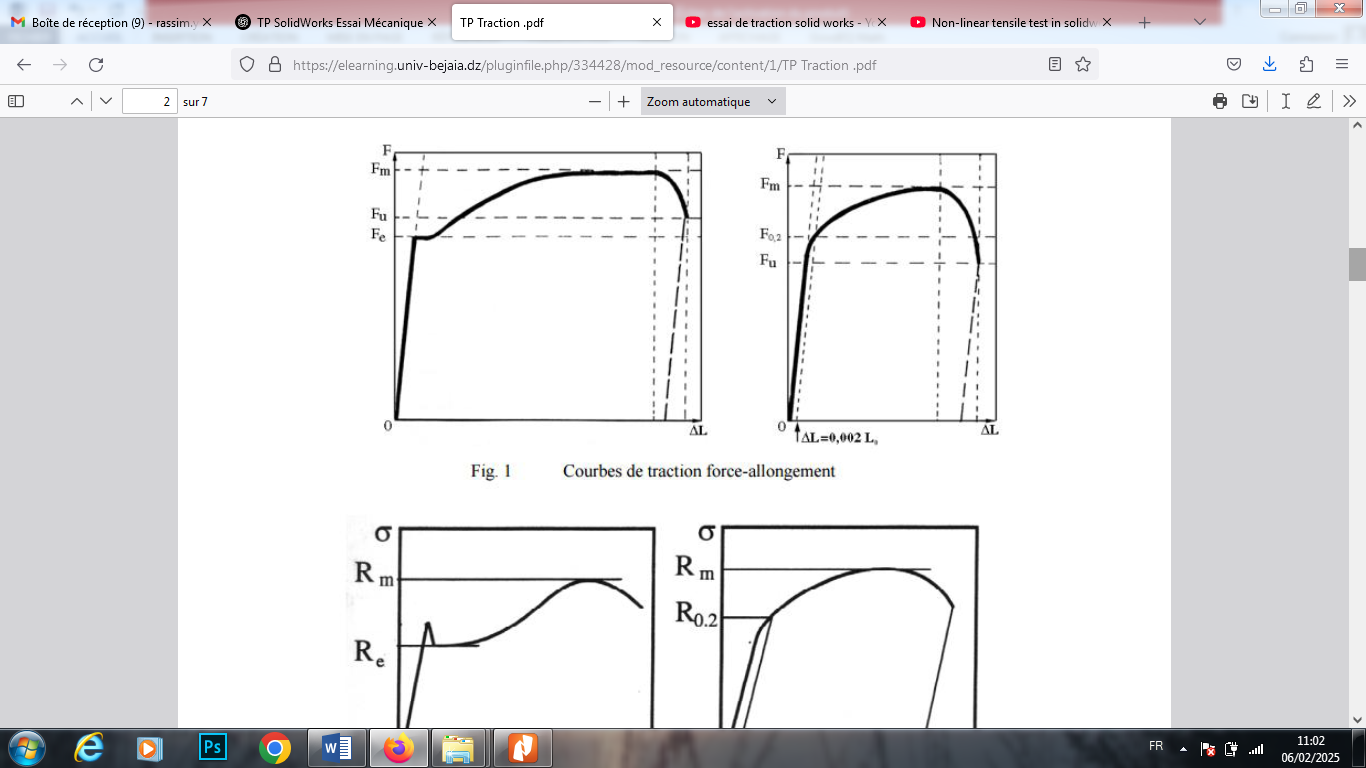 Boîte de réception (9) - rassim.y
TP SolidWorks Essai Mécanique
TP Traction .pdf
essai de traction solid works - Yo
Non-linear tensile test in solidw
https://elearning.univ-bejaia.dz/pluginfile.php/334428/mod_resource/content/1/TP Traction .pdf
2 sur 7
Zoom automatique
F
Fm
Fu
Fe
0
ΔL
F
Fm
F0,2
Fu
0
ΔL=0,002 L₀
ΔL
Fig. 1 Courbes de traction force-allongement
σ
Rm
Re
σ
Rm
R0.2
Ps
W
N
FR
11:02
06/02/2025